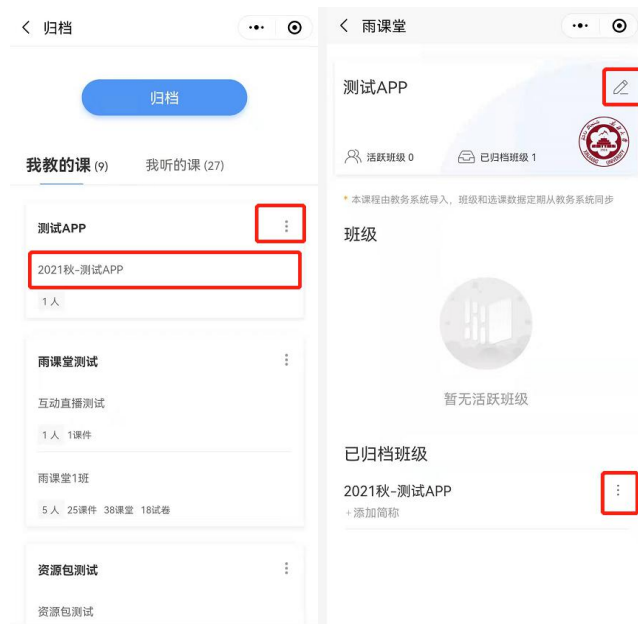 归档
归档
我教的课 (9)
我听的课 (27)
测试APP
2021秋-测试APP
1人
雨课堂测试
互动直播测试
1人 1课件
雨课堂1班
5人 25课件 38课堂 18试卷
资源包测试
资源包测试
雨课堂
测试APP
活跃班级 0
已归档班级 1
* 本课程由教务系统导入，班级和选课数据定期从教务系统同步
班级
暂无活跃班级
已归档班级
2021秋-测试APP
+添加简称